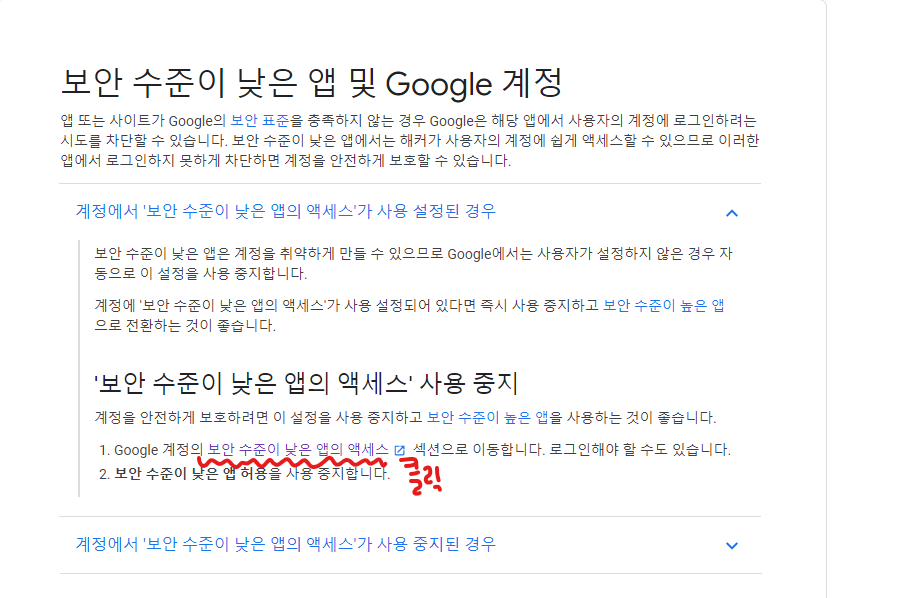 보안 수준이 낮은 앱 및 Google 계정
앱 또는 사이트가 Google의 보안 표준을 충족하지 않는 경우 Google은 해당 앱에서 사용자의 계정에 로그인하려는
시도를 차단할 수 있습니다. 보안 수준이 낮은 앱에서는 해커가 사용자의 계정에 쉽게 액세스할 수 있으므로 이러한
앱에서 로그인하지 못하게 차단하면 계정을 안전하게 보호할 수 있습니다.
계정에서 '보안 수준이 낮은 앱의 액세스'가 사용 설정된 경우
보안 수준이 낮은 앱은 계정을 취약하게 만들 수 있으므로 Google에서는 사용자가 설정하지 않은 경우 자
동으로 이 설정을 사용 중지합니다.
계정에 '보안 수준이 낮은 앱의 액세스'가 사용 설정되어 있다면 즉시 사용 중지하고 보안 수준이 높은 앱
으로 전환하는 것이 좋습니다.
'보안 수준이 낮은 앱의 액세스' 사용 중지
계정을 안전하게 보호하려면 이 설정을 사용 중지하고 보안 수준이 높은 앱을 사용하는 것이 좋습니다.
1. Google 계정의 보안 수준이 낮은 앱의 액세스 섹션으로 이동합니다. 로그인해야 할 수도 있습니다.
2. 보안 수준이 낮은 앱 허용을 사용 중지합니다.
클릭
계정에서 '보안 수준이 낮은 앱의 액세스'가 사용 중지된 경우